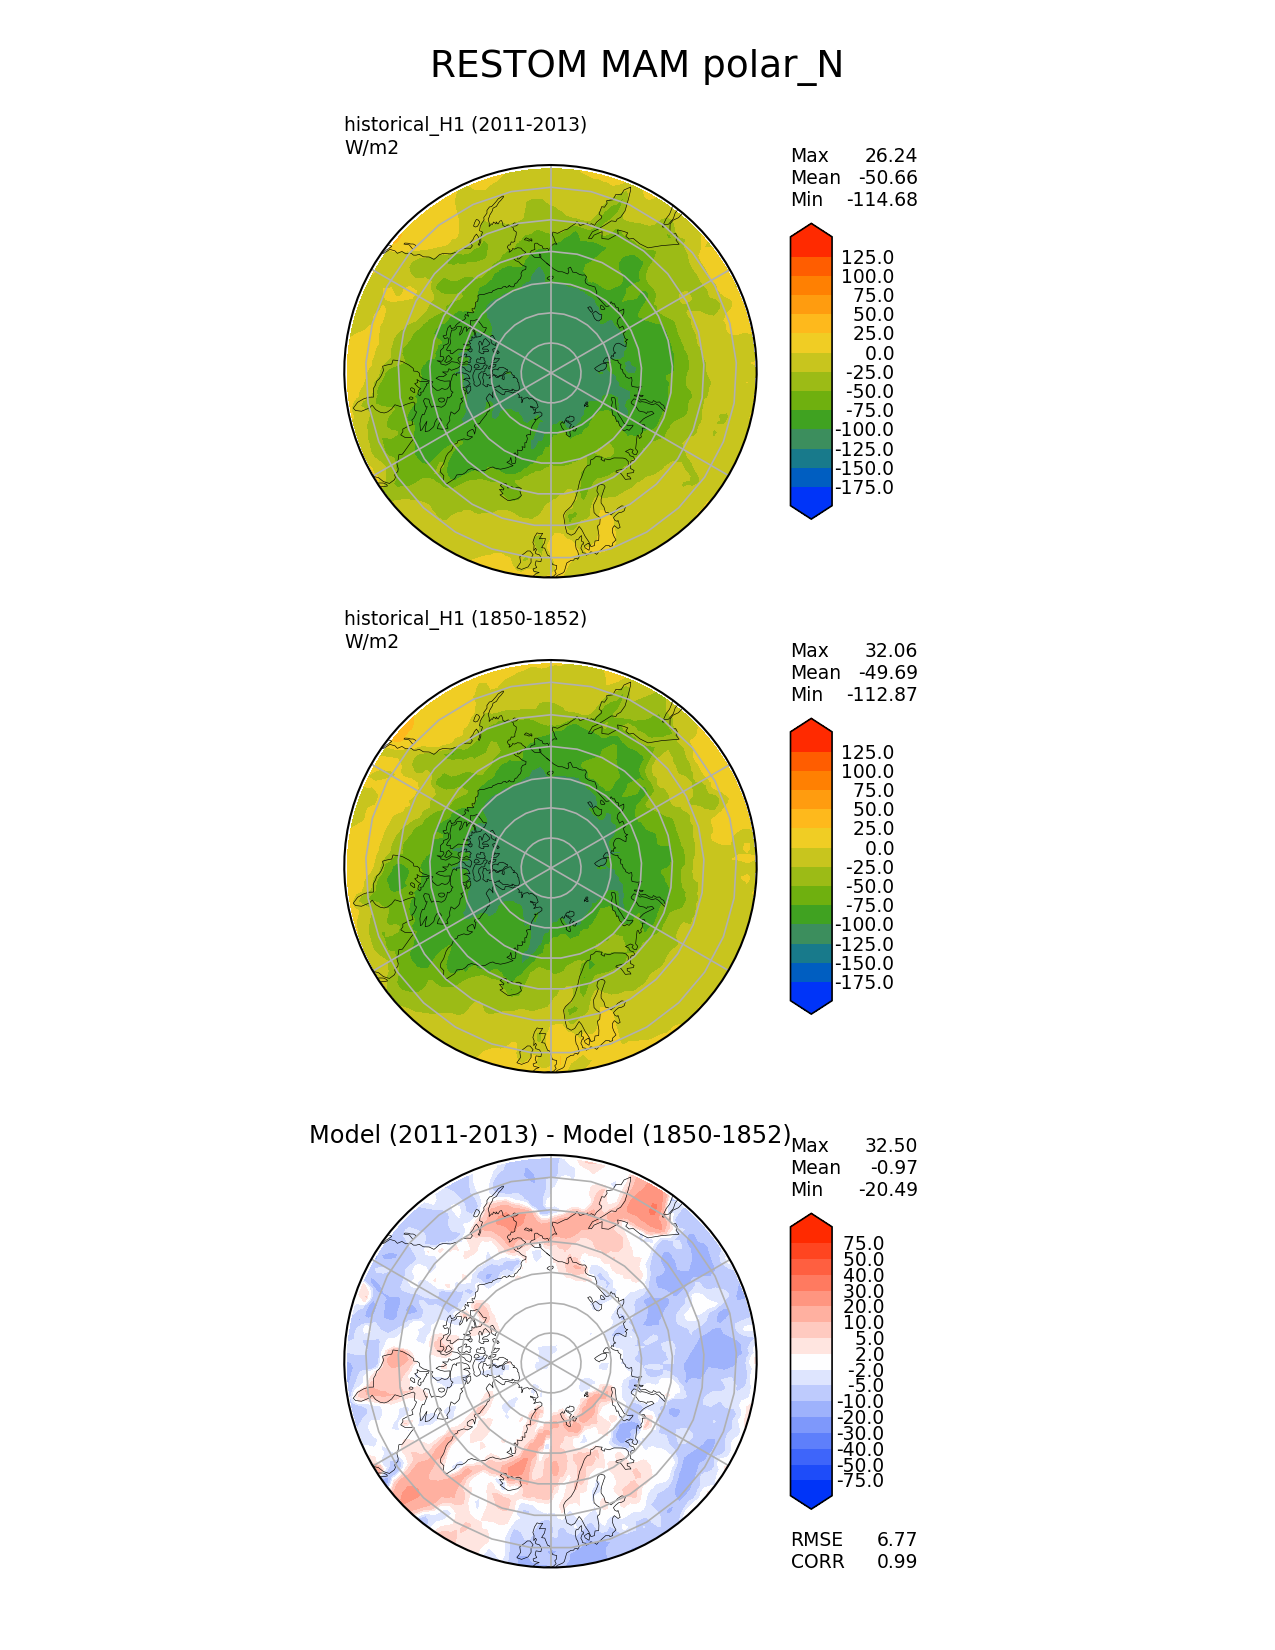 RESTOM MAM polar_N
historical_H1 (2011-2013)
W/m2
Max 26.24
Mean -50.66
Min -114.68
125.0
100.0
75.0
50.0
25.0
0.0
-25.0
-50.0
-75.0
-100.0
-125.0
-150.0
-175.0
historical_H1 (1850-1852)
W/m2
Max 32.06
Mean -49.69
Min -112.87
125.0
100.0
75.0
50.0
25.0
0.0
-25.0
-50.0
-75.0
-100.0
-125.0
-150.0
-175.0
Model (2011-2013) - Model (1850-1852)
Max 32.50
Mean -0.97
Min -20.49
75.0
50.0
40.0
30.0
20.0
10.0
5.0
2.0
-2.0
-5.0
-10.0
-20.0
-30.0
-40.0
-50.0
-75.0
RMSE 6.77
CORR 0.99